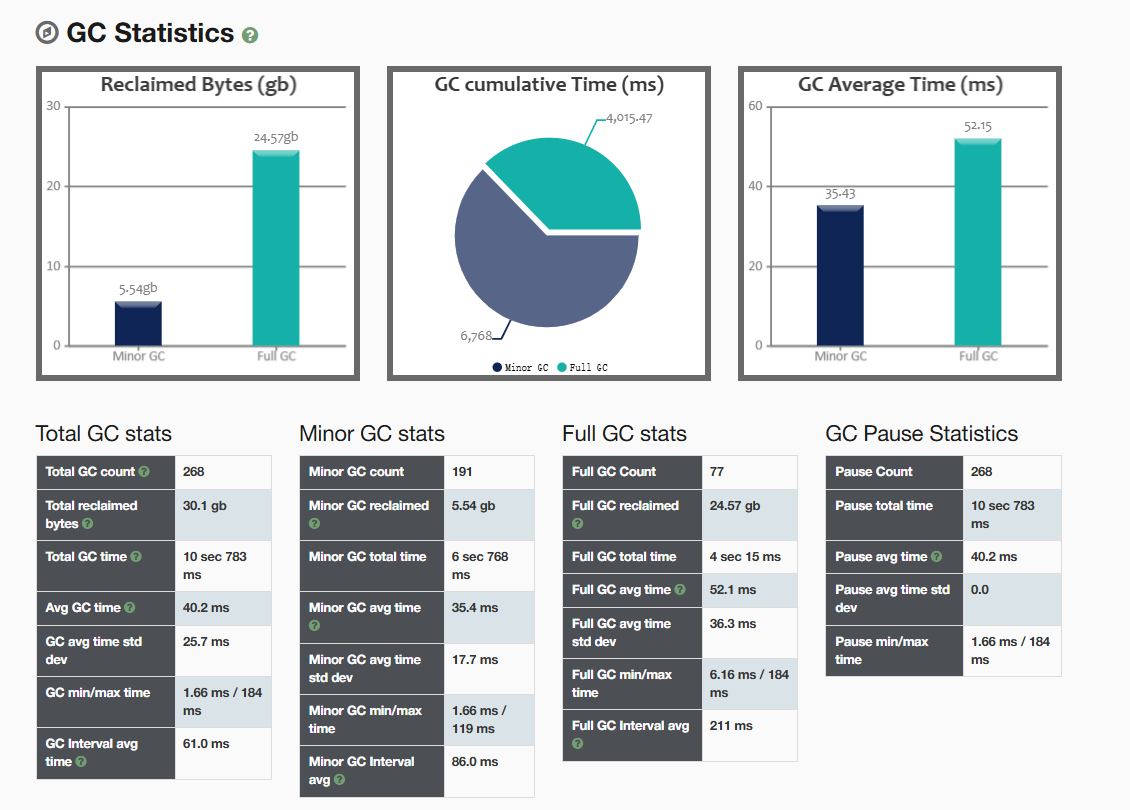 GC Statistics ?
Reclaimed Bytes (gb)
30
20
10
0
5.54gb
24.57gb
Minor GC
Full GC
GC cumulative Time (ms)
4,015.47
6,768
Minor GC
Full GC
GC Average Time (ms)
60
40
20
0
35.43
52.15
Minor GC
Full GC
Total GC stats
Total GC count ?
268
Total reclaimed
bytes ?
30.1 gb
Total GC time ?
10 sec 783
ms
Avg GC time ?
40.2 ms
GC avg time std
dev
25.7 ms
GC min/max time
1.66 ms / 184
ms
GC Interval avg
time ?
61.0 ms
Minor GC stats
Minor GC count
191
Minor GC reclaimed
?
5.54 gb
Minor GC total time
6 sec 768
ms
Minor GC avg time
?
35.4 ms
Minor GC avg time
std dev
17.7 ms
Minor GC min/max
time
1.66 ms /
119 ms
Minor GC Interval
avg ?
86.0 ms
Full GC stats
Full GC Count
77
Full GC reclaimed
?
24.57 gb
Full GC total time
4 sec 15 ms
Full GC avg time ?
52.1 ms
Full GC avg time
std dev
36.3 ms
Full GC min/max
time
6.16 ms / 184
ms
Full GC Interval avg
?
211 ms
GC Pause Statistics
Pause Count
268
Pause total time
10 sec 783
ms
Pause avg time ?
40.2 ms
Pause avg time std
dev
0.0
Pause min/max
time
1.66 ms / 184
ms